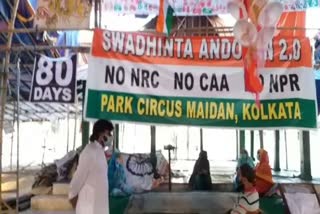 SWADHINTA ANDO N 2.0
80
DAYS
NO NRC NO CAA NO NPR
PARK CIRCUS MAIDAN, KOLKATA